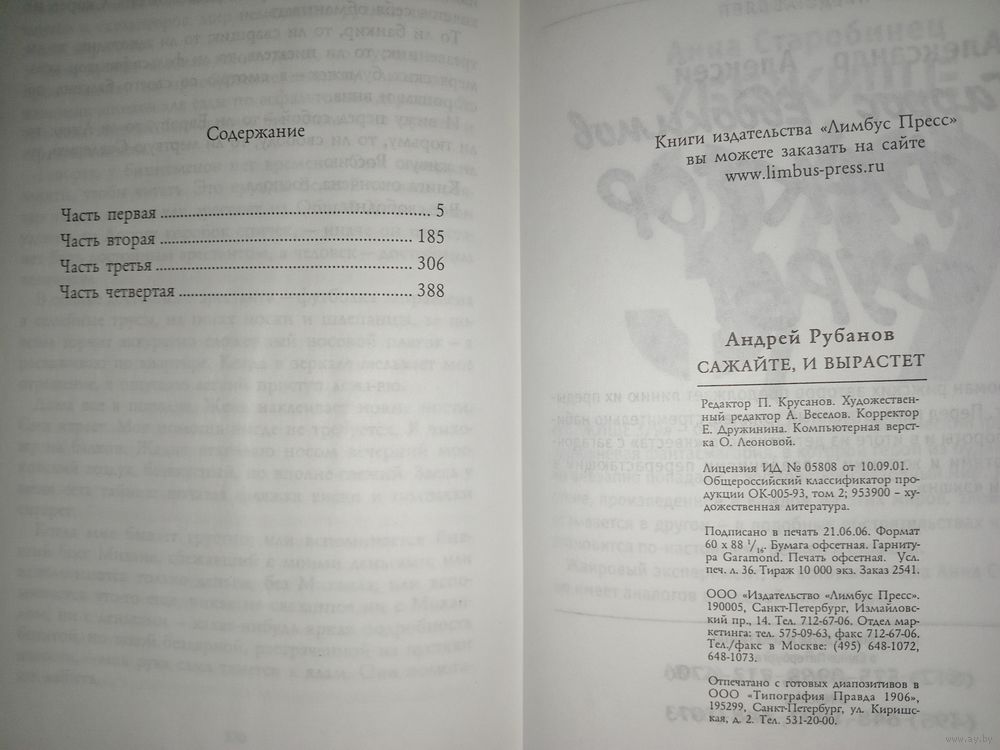 Содержание
Часть первая ........................................................ 5
Часть вторая ..................................................... 185
Часть третья ..................................................... 306
Часть четвертая ................................................ 388
Книги издательства «Лимбус Пресс»
вы можете заказать на сайте
www.limbus-press.ru
Андрей Рубанов
САЖАЙТЕ, И ВЫРАСТЕТ
Редактор П. Крусанов. Художествен-
ный редактор А. Веселов. Корректор
Е. Дружинина. Компьютерная верст-
ка О. Леоновой.
Лицензия ИД № 05808 от 10.09.01.
Общероссийский классификатор про-
дукции ОК-005-93, том 2; 953900 – ху-
дожественная литература.
Подписано в печать 21.06.06. Формат
60 х 88 1/16. Бумага офсетная. Гарниту-
ра Garamond. Печать офсетная. Усл.
печ. л. 36. Тираж 10 000 экз. Заказ 2541.
ООО «Издательство «Лимбус Пресс».
190005, Санкт-Петербург, Измайловс-
кий пр., 14. Тел. 712-67-06. Отдел мар-
кетинга: тел. 575-09-63, факс 712-67-06.
Тел./факс в Москве: (495) 648-1072,
648-1073.
Отпечатано с готовых диапозитивов в
ООО «Типография Правда 1906»,
195299, Санкт-Петербург, ул. Киришс-
кая, д. 2. Тел. 531-20-00.
www.ay.by